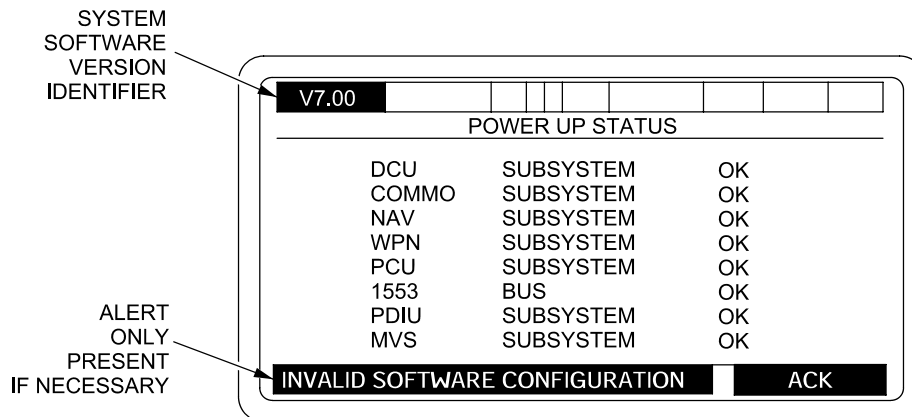 SYSTEM
SOFTWARE
VERSION
IDENTIFIER
V7.00
POWER UP STATUS
DCU SUBSYSTEM OK
COMMO SUBSYSTEM OK
NAV SUBSYSTEM OK
WPN SUBSYSTEM OK
PCU SUBSYSTEM OK
1553 BUS OK
PDIU SUBSYSTEM OK
MVS SUBSYSTEM OK
ALERT
ONLY
PRESENT
IF NECESSARY
INVALID SOFTWARE CONFIGURATION ACK